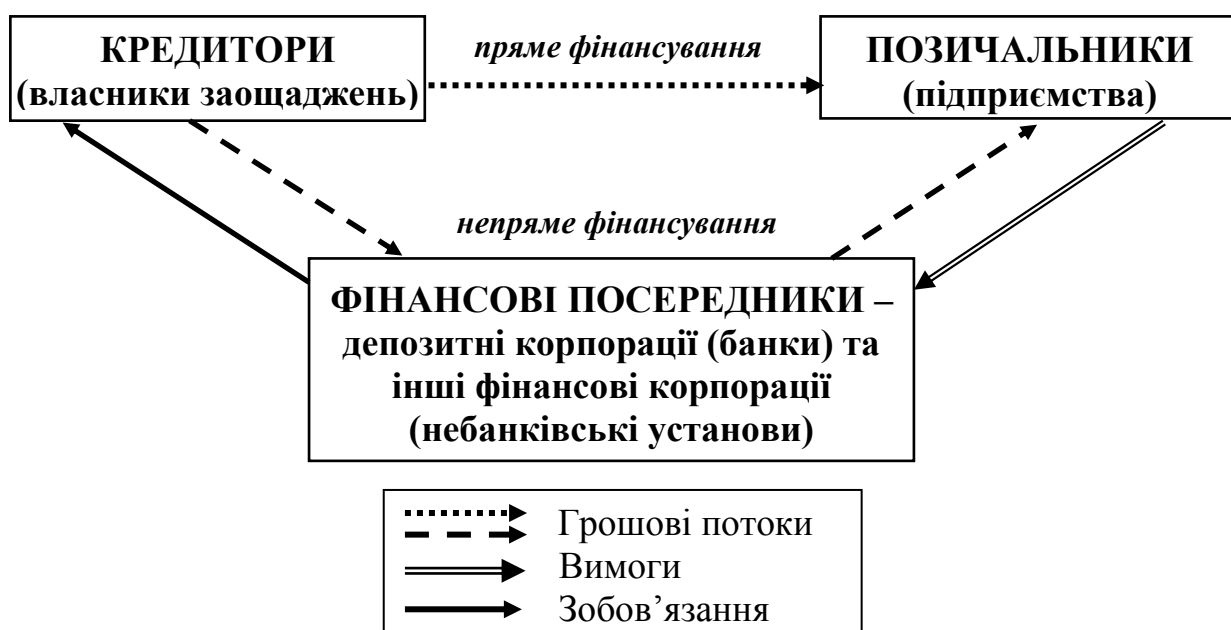 КРЕДИТОРИ
(власники заощаджень)
пряме фінансування
ПОЗИЧАЛЬНИКИ
(підприємства)
непряме фінансування
ФІНАНСОВІ ПОСЕРЕДНИКИ –
депозитні корпорації (банки) та
інші фінансові корпорації
(небанківські установи)
Грошові потоки
Вимоги
Зобов’язання